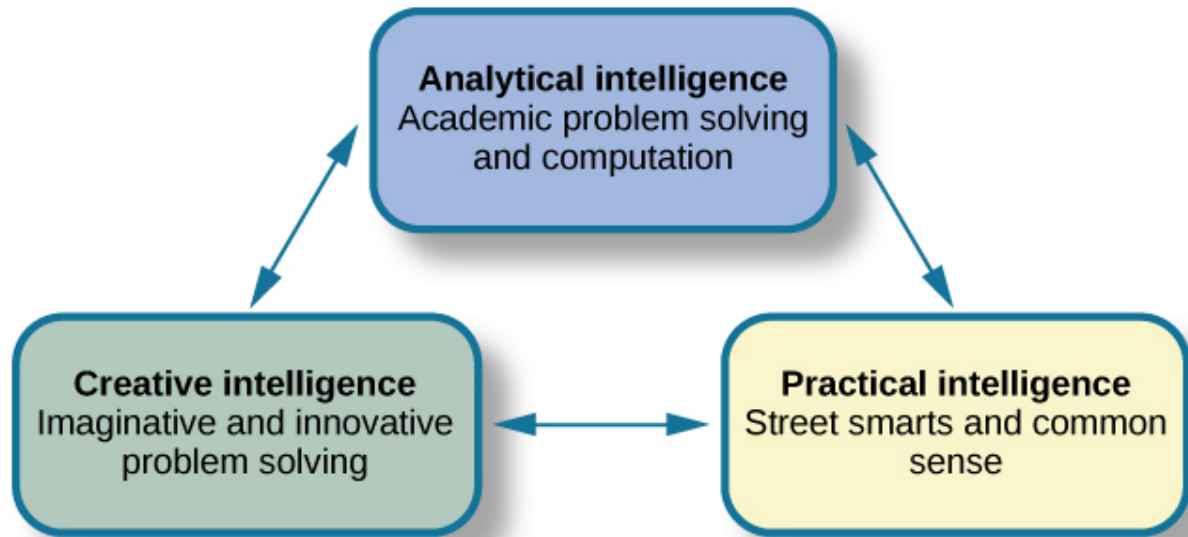 Analytical intelligence
Academic problem solving
and computation
Creative intelligence
Imaginative and innovative
problem solving
Practical intelligence
Street smarts and common
sense